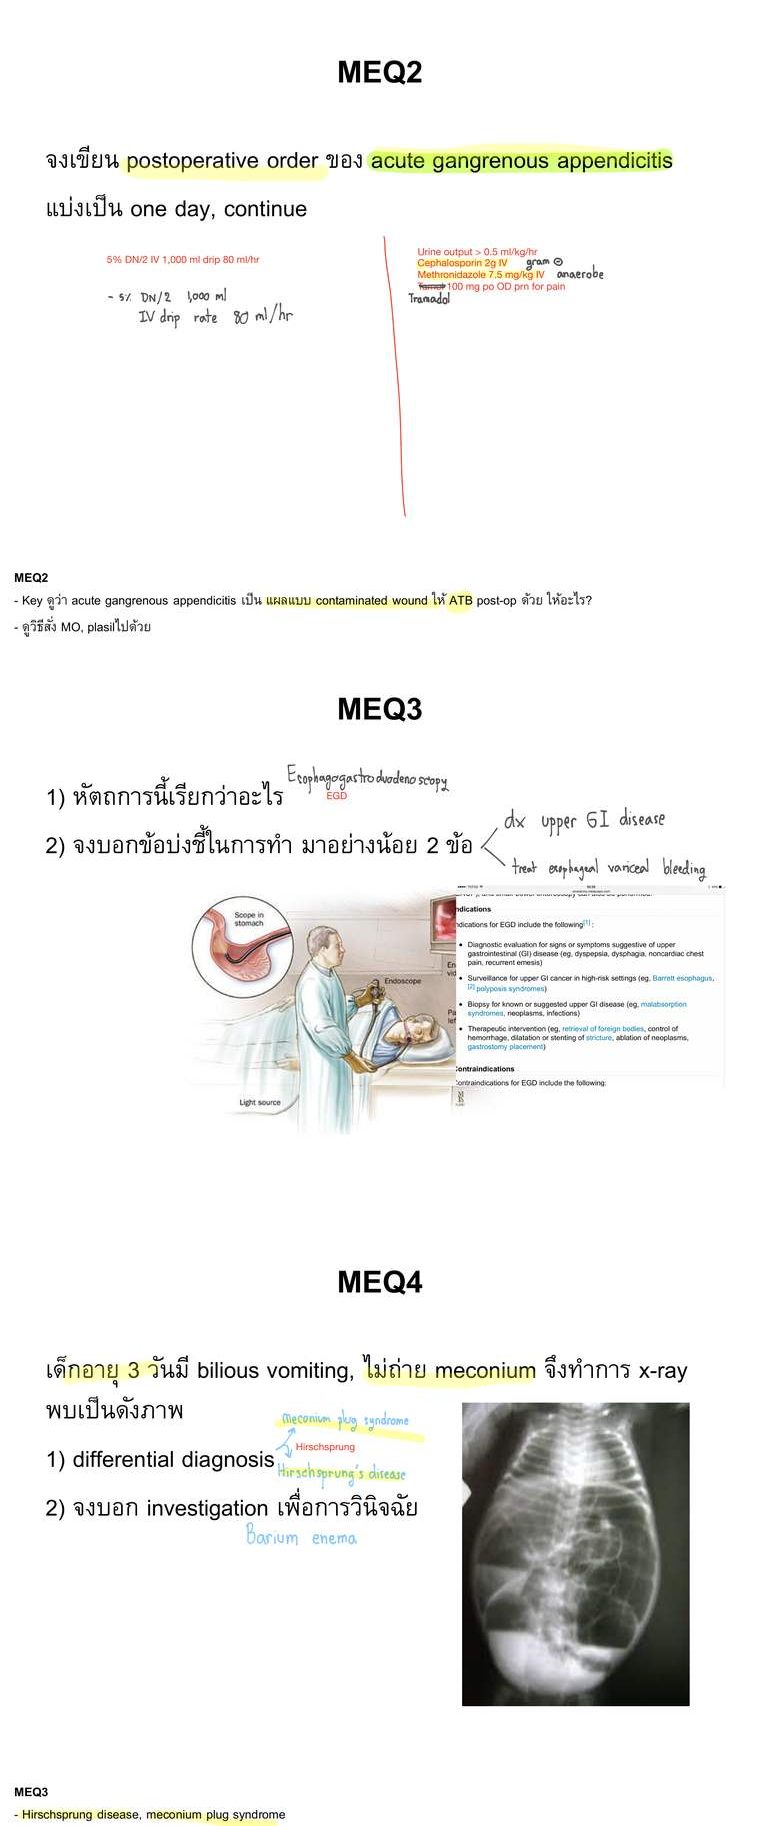 MEQ2
จงเขียน postoperative order ของ acute gangrenous appendicitis
แบ่งเป็น one day, continue
5% DN/2 IV 1,000 ml drip 80 ml/hr
- 5% DN/2 1,000 ml
IV drip rate 80 ml/hr
Urine output > 0.5 ml/kg/hr
Cephalosporin 2g IV gram ⊖
Methronidazole 7.5 mg/kg IV anaerobe
100 mg po OD prn for pain
Tramadol
MEQ2
- Key ดูว่า acute gangrenous appendicitis เป็น แผลแบบ contaminated wound ให้ ATB post-op ด้วย ให้อะไร?
- ดูวิธีสั่ง MO, plasilไปด้วย
MEQ3
Esophagogastroduodenoscopy
1) หัตถการนี้เรียกว่าอะไร
EGD
2) จงบอกข้อบ่งชี้ในการทำ มาอย่างน้อย 2 ข้อ
dx upper GI disease
treat esophageal variceal bleeding
Scope in
stomach
Endoscope
Light source
ndications
ndications for EGD include the following[1] :
• Diagnostic evaluation for signs or symptoms suggestive of upper
gastrointestinal (GI) disease (eg, dyspepsia, dysphagia, noncardiac chest
pain, recurrent emesis)
• Surveillance for upper GI cancer in high-risk settings (eg, Barrett esophagus,
[2] polyposis syndromes)
• Biopsy for known or suggested upper GI disease (eg, malabsorption
syndromes, neoplasms, infections)
• Therapeutic intervention (eg, retrieval of foreign bodies, control of
hemorrhage, dilatation or stenting of stricture, ablation of neoplasms,
gastrostomy placement)
Contraindications
Contraindications for EGD include the following:
MEQ4
เด็กอายุ 3 วันมี bilious vomiting, ไม่ถ่าย meconium จึงทำการ x-ray
พบเป็นดังภาพ
meconium plug syndrome
Hirschsprung
1) differential diagnosis
Hirschsprung's disease
2) จงบอก investigation เพื่อการวินิจฉัย
Barium enema
MEQ3
- Hirschsprung disease, meconium plug syndrome